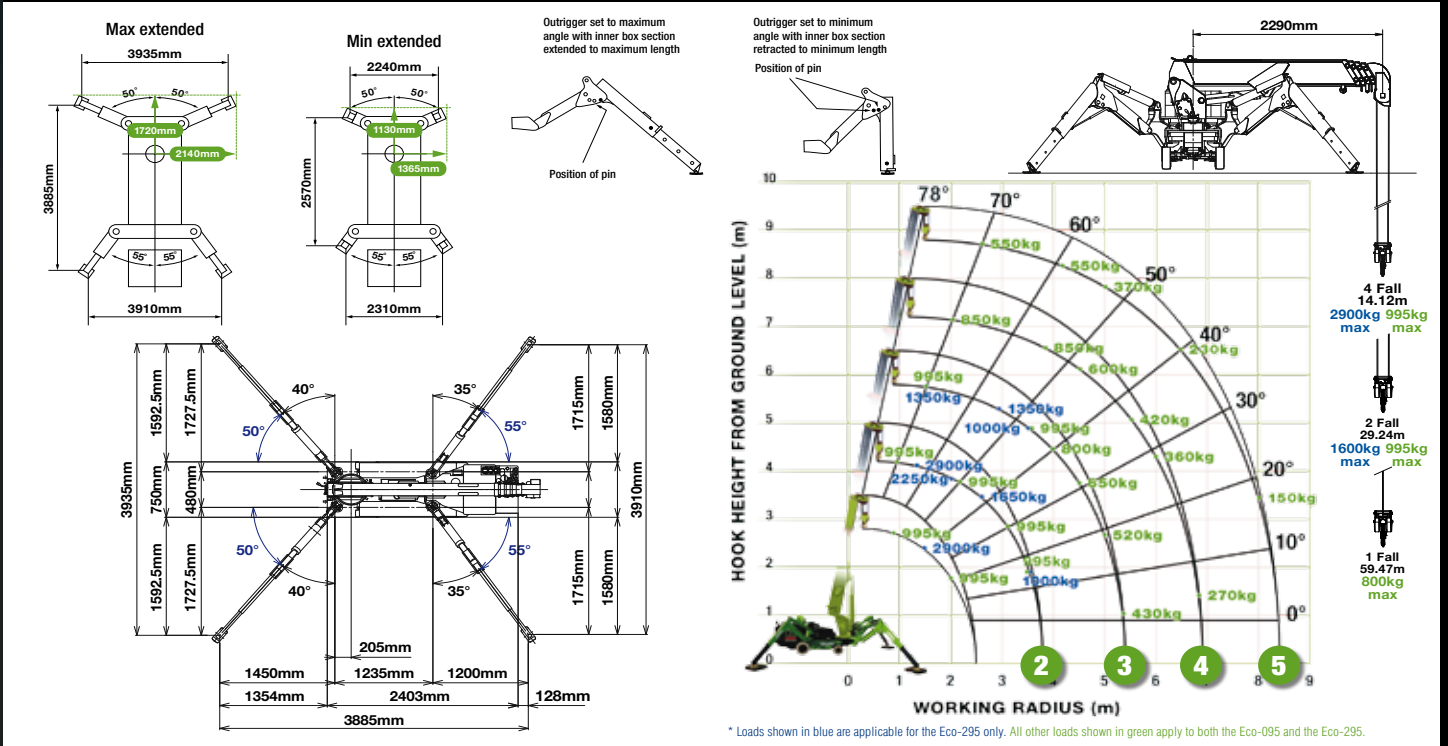 Max extended
3935mm
50° 50°
1720mm
2140mm
3885mm
55° 55°
3910mm
Min extended
2240mm
50° 50°
1130mm
1365mm
2570mm
55° 55°
2310mm
Outrigger set to maximum
angle with inner box section
extended to maximum length
Position of pin
Outrigger set to minimum
angle with inner box section
retracted to minimum length
Position of pin
2290mm
4 Fall
14.12m
2900kg 995kg
max max
2 Fall
29.24m
1600kg 995kg
max max
1 Fall
59.47m
800kg
max
40° 35°
50° 55°
50° 55°
40° 35°
3935mm
1592.5mm
750mm
1592.5mm
1727.5mm
480mm
1727.5mm
1715mm
1715mm
1580mm
1580mm
3910mm
205mm
1450mm 1235mm 1200mm
1354mm 2403mm 128mm
3885mm
HOOK HEIGHT FROM GROUND LEVEL (m)
10
9
8
7
6
5
4
3
2
1
0
78°
70°
60°
50°
40°
30°
20°
10°
0°
550kg
550kg
370kg
230kg
150kg
850kg
850kg
600kg
420kg
360kg
270kg
995kg
1350kg
1350kg
1000kg
995kg
800kg
650kg
520kg
430kg
995kg
2900kg
2250kg
995kg
1650kg
995kg
995kg
1900kg
995kg
2900kg
995kg
2 3 4 5
0 1 2 3 4 5 6 7 8 9
WORKING RADIUS (m)
* Loads shown in blue are applicable for the Eco-295 only. All other loads shown in green apply to both the Eco-095 and the Eco-295.